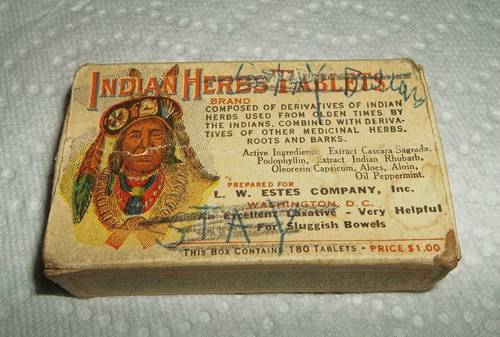 INDIAN HERBS TABLETS
BRAND
COMPOSED OF DERIVATIVES OF INDIAN
HERBS USED FROM OLDEN TIMES BY
THE INDIANS, COMBINED WITH DERIVA-
TIVES OF OTHER MEDICINAL HERBS,
ROOTS AND BARKS.
Active Ingredients: Extract Cascara Sagrada,
Podophyllin, Extract Indian Rhubarb,
Oleoresin Capsicum, Aloes, Aloin,
Oil Peppermint.
PREPARED FOR
L. W. ESTES COMPANY, Inc.
WASHINGTON, D. C.
An Excellent Laxative - Very Helpful
For Sluggish Bowels
STAY
THIS BOX CONTAINS 180 TABLETS - PRICE $1.00